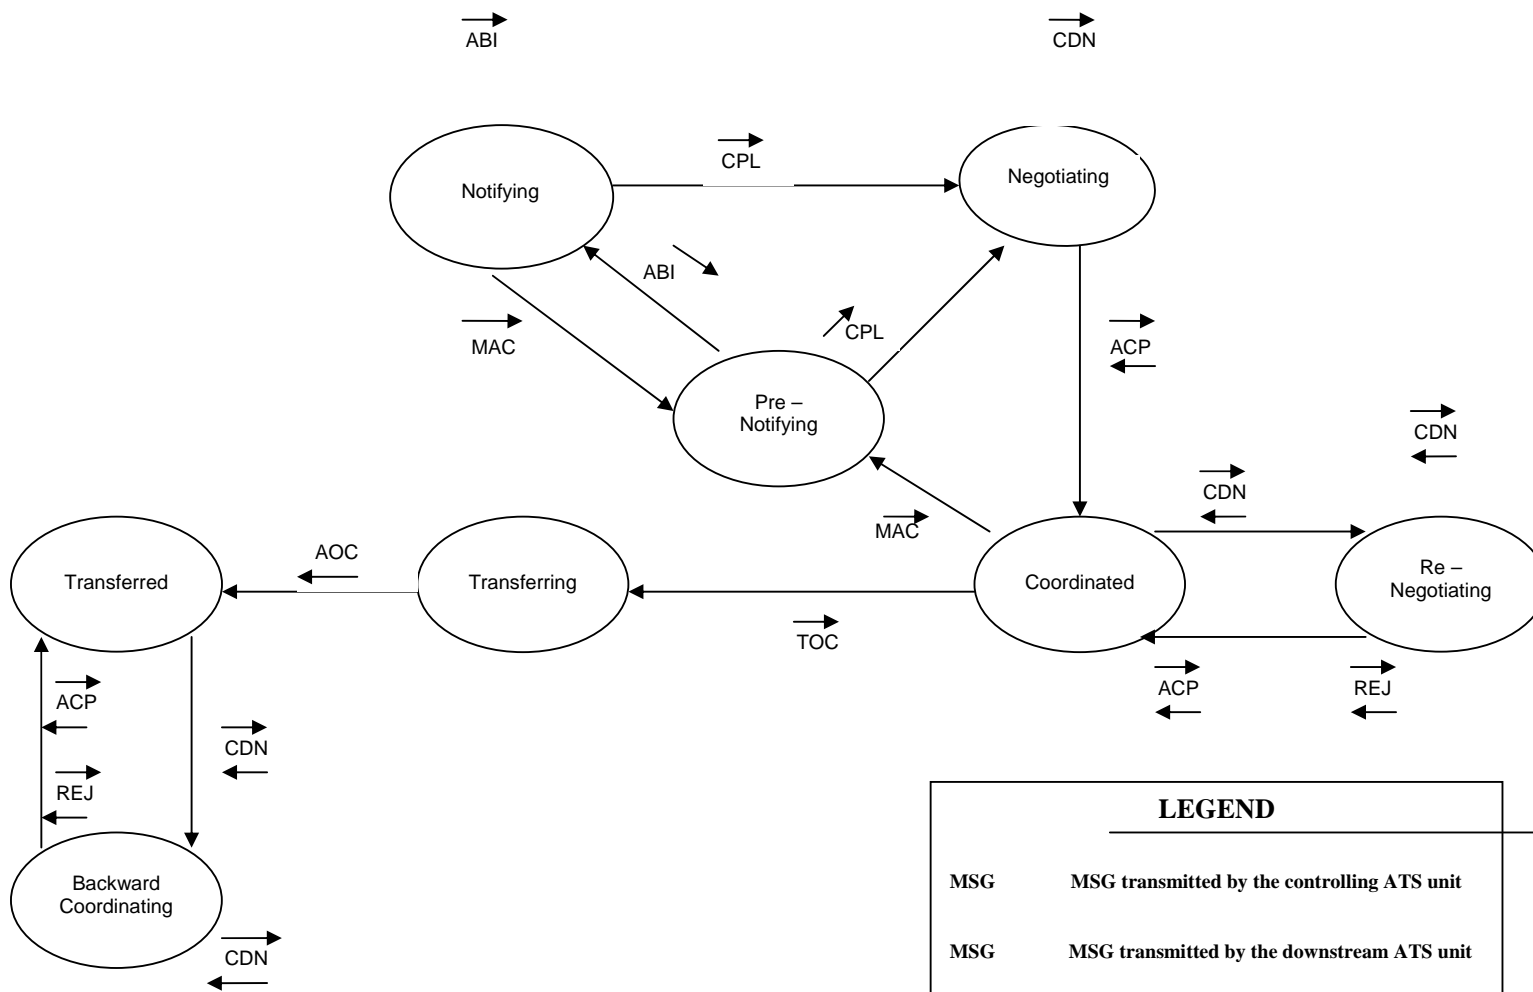 ABI
CDN
CPL
Notifying
Negotiating
ABI
MAC
CPL
ACP
Pre –
Notifying
CDN
CDN
MAC
AOC
Transferred
Transferring
Coordinated
Re –
Negotiating
TOC
ACP
ACP
REJ
CDN
REJ
LEGEND
MSG MSG transmitted by the controlling ATS unit
Backward
Coordinating
MSG MSG transmitted by the downstream ATS unit
CDN